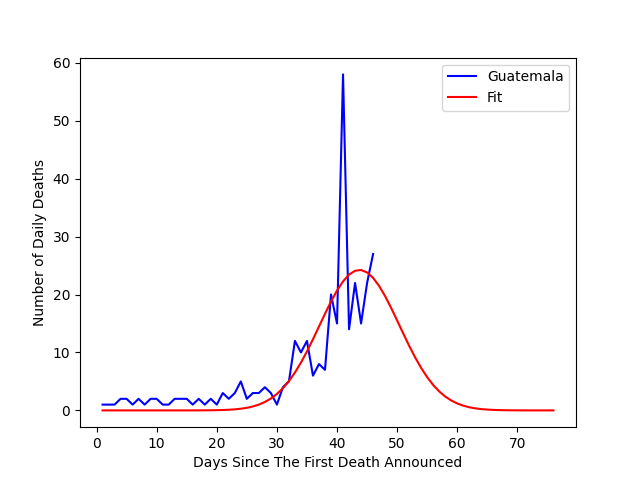 60
50
40
30
20
10
0
Number of Daily Deaths
Guatemala
Fit
0 10 20 30 40 50 60 70
Days Since The First Death Announced